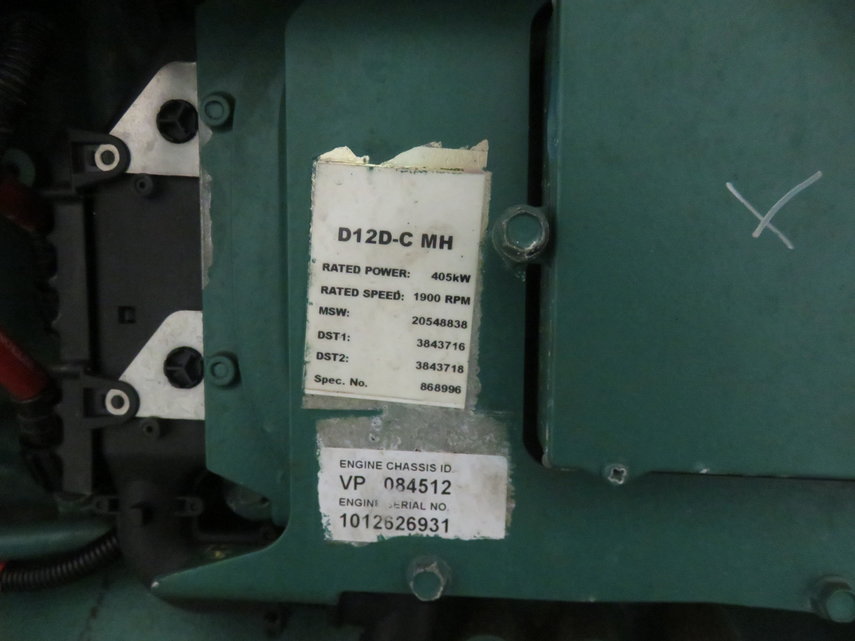 D12D-C MH
RATED POWER: 405kW
RATED SPEED: 1900 RPM
MSW: 20548838
DST1: 3843716
DST2: 3843718
Spec. No. 868996
ENGINE CHASSIS ID
VP 084512
ENGINE SERIAL NO.
1012626931